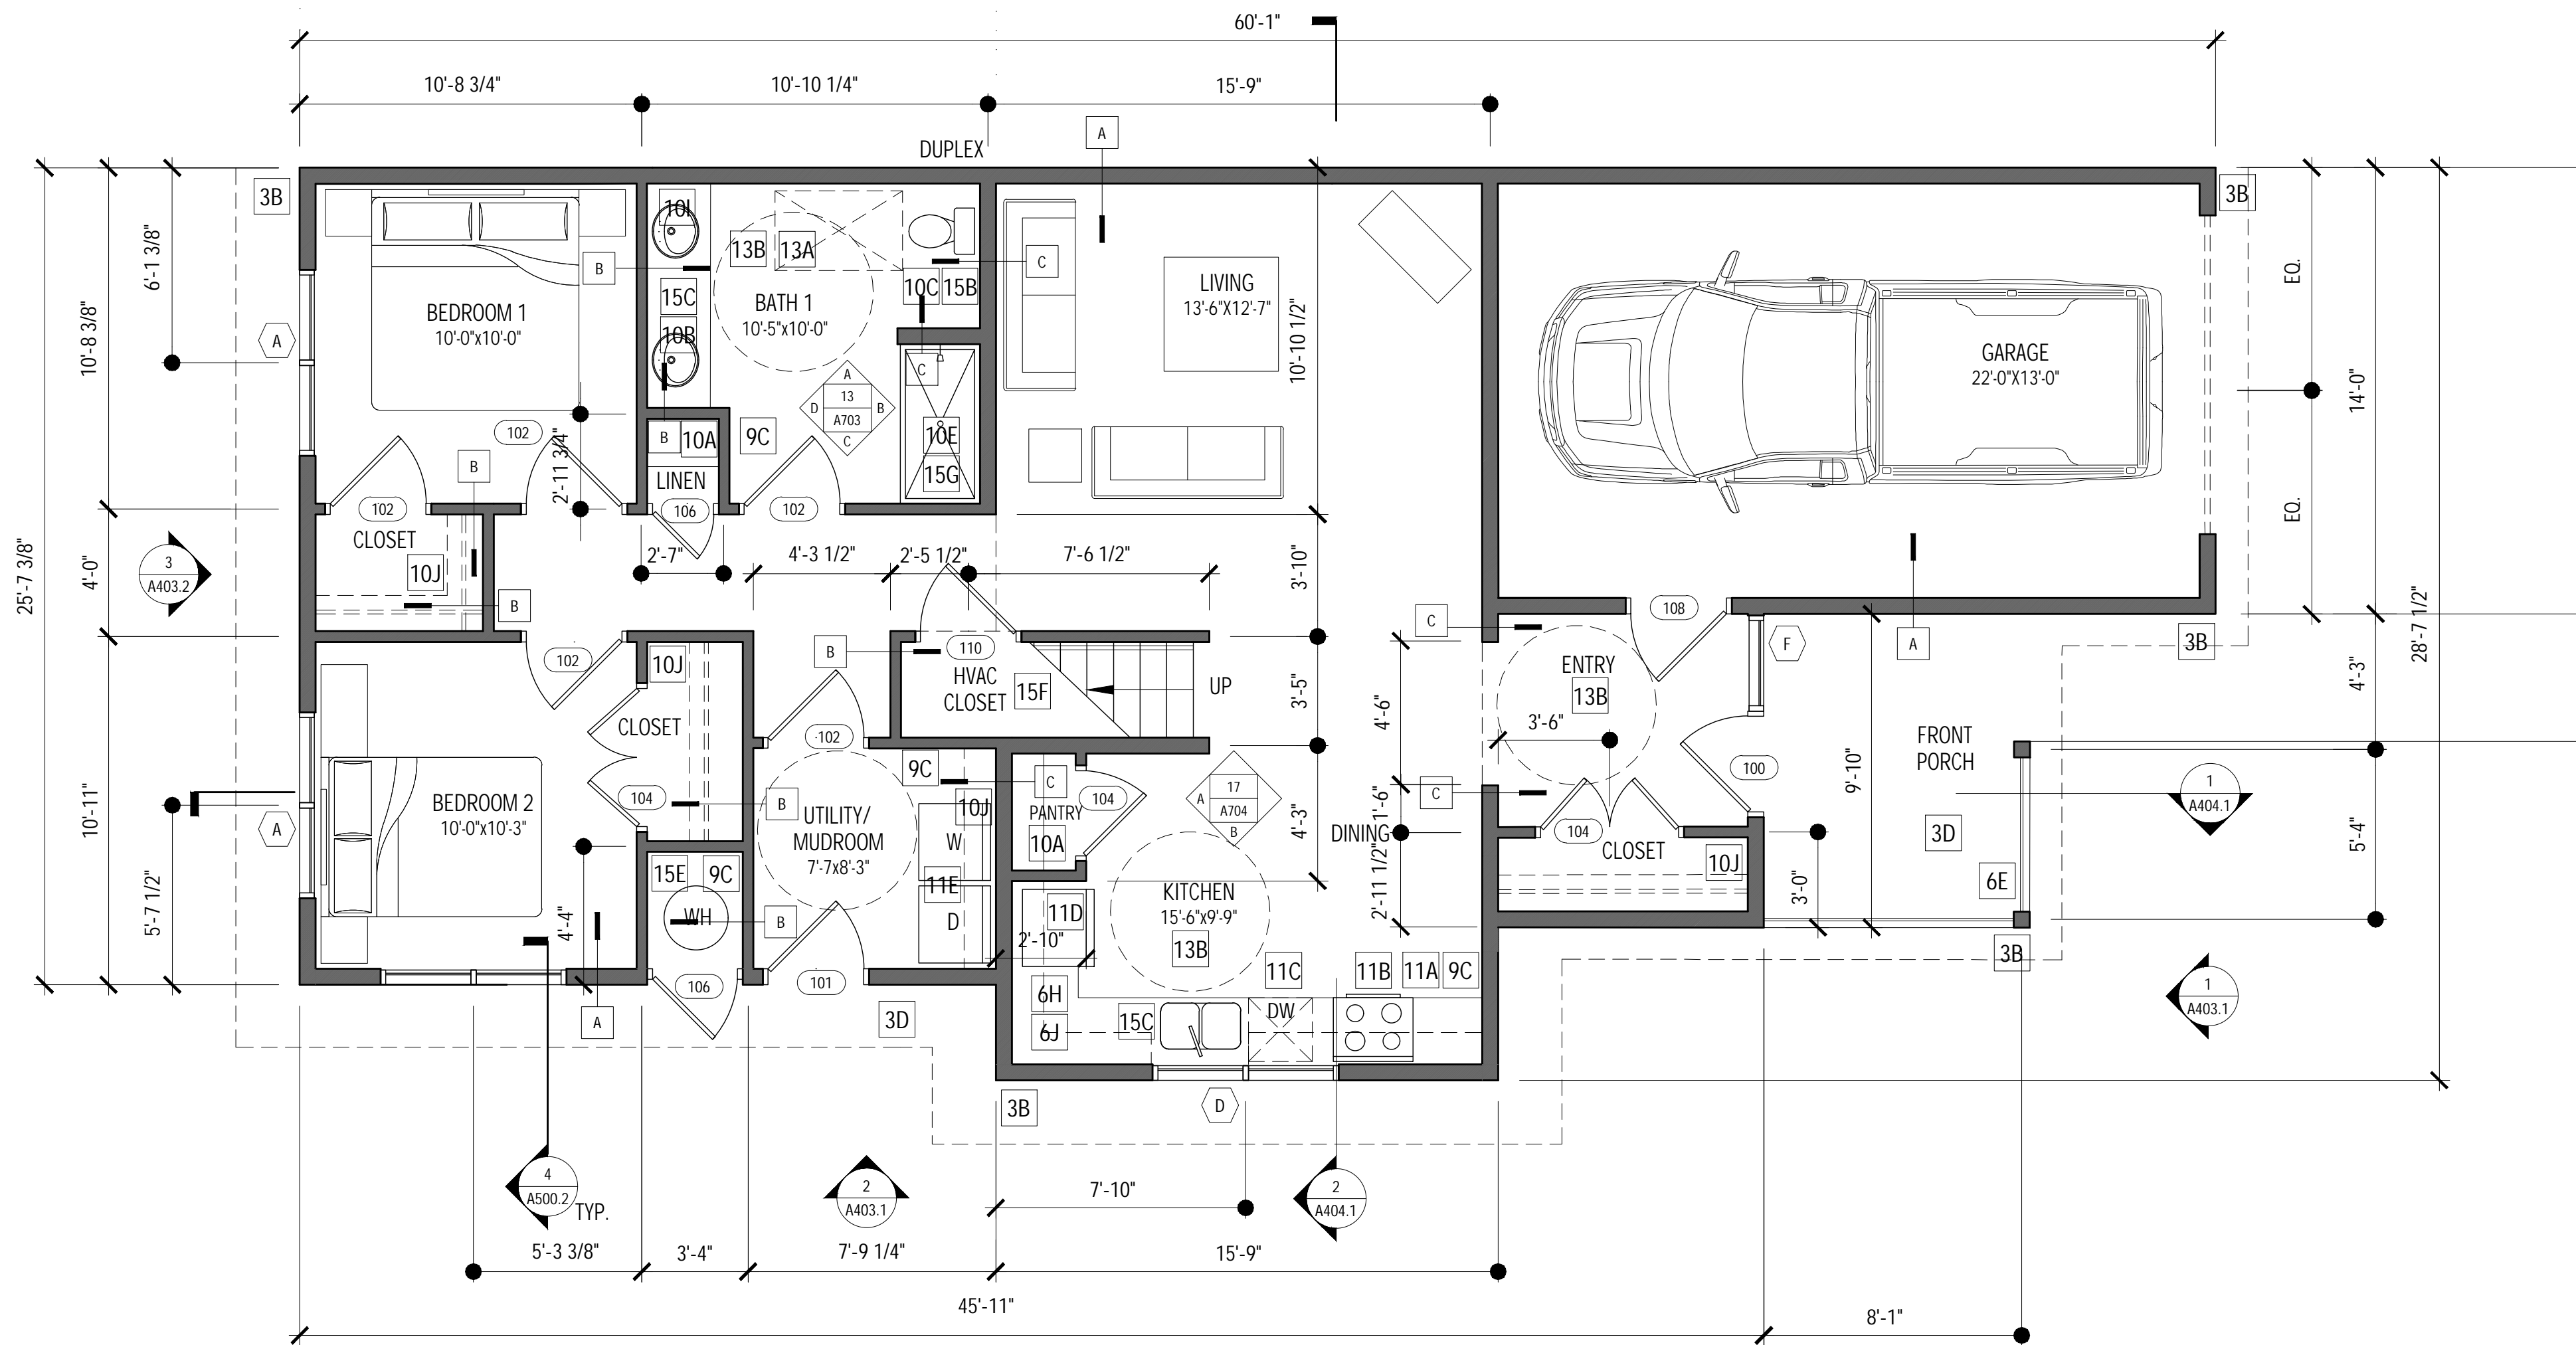 60'-1"
10'-8 3/4"
10'-10 1/4"
15'-9"
DUPLEX
A
3B
3B
6'-1 3/8"
10'-8 3/8"
25'-7 3/8"
4'-0"
10'-11"
5'-7 1/2"
A
A
3
A403.2
BEDROOM 1
10'-0"x10'-0"
102
2'-11 3/4"
B
102
CLOSET
10J
B
B
10I
13B
13A
15C
10B
BATH 1
10'-5"x10'-0"
10C
15B
C
C
A
D
13
B
A703
C
B
10A
9C
10E
15G
LINEN
106
102
2'-7"
4'-3 1/2"
2'-5 1/2"
7'-6 1/2"
LIVING
13'-6"X12'-7"
10'-10 1/2"
3'-10"
3'-5"
4'-3"
GARAGE
22'-0"X13'-0"
EQ.
EQ.
14'-0"
28'-7 1/2"
4'-3"
5'-4"
102
10J
CLOSET
104
B
BEDROOM 2
10'-0"x10'-3"
4'-4"
15E
9C
WH
B
106
A
B
110
HVAC
CLOSET
15F
UP
102
9C
C
UTILITY/
MUDROOM
7'-7x8'-3"
10J
W
11E
D
101
3D
2'-10"
PANTRY
104
10A
11D
A
17
A704
B
KITCHEN
15'-6"x9'-9"
13B
DINING
4'-6"
1'-6"
2'-11 1/2"
11C
11B
11A
9C
6H
6J
15C
DW
3B
D
C
C
108
ENTRY
13B
3'-6"
F
100
104
CLOSET
10J
3'-0"
9'-10"
A
3B
FRONT
PORCH
3D
6E
3B
1
A404.1
1
A403.1
4
A500.2
TYP.
2
A403.1
2
A404.1
7'-10"
5'-3 3/8"
3'-4"
7'-9 1/4"
15'-9"
45'-11"
8'-1"